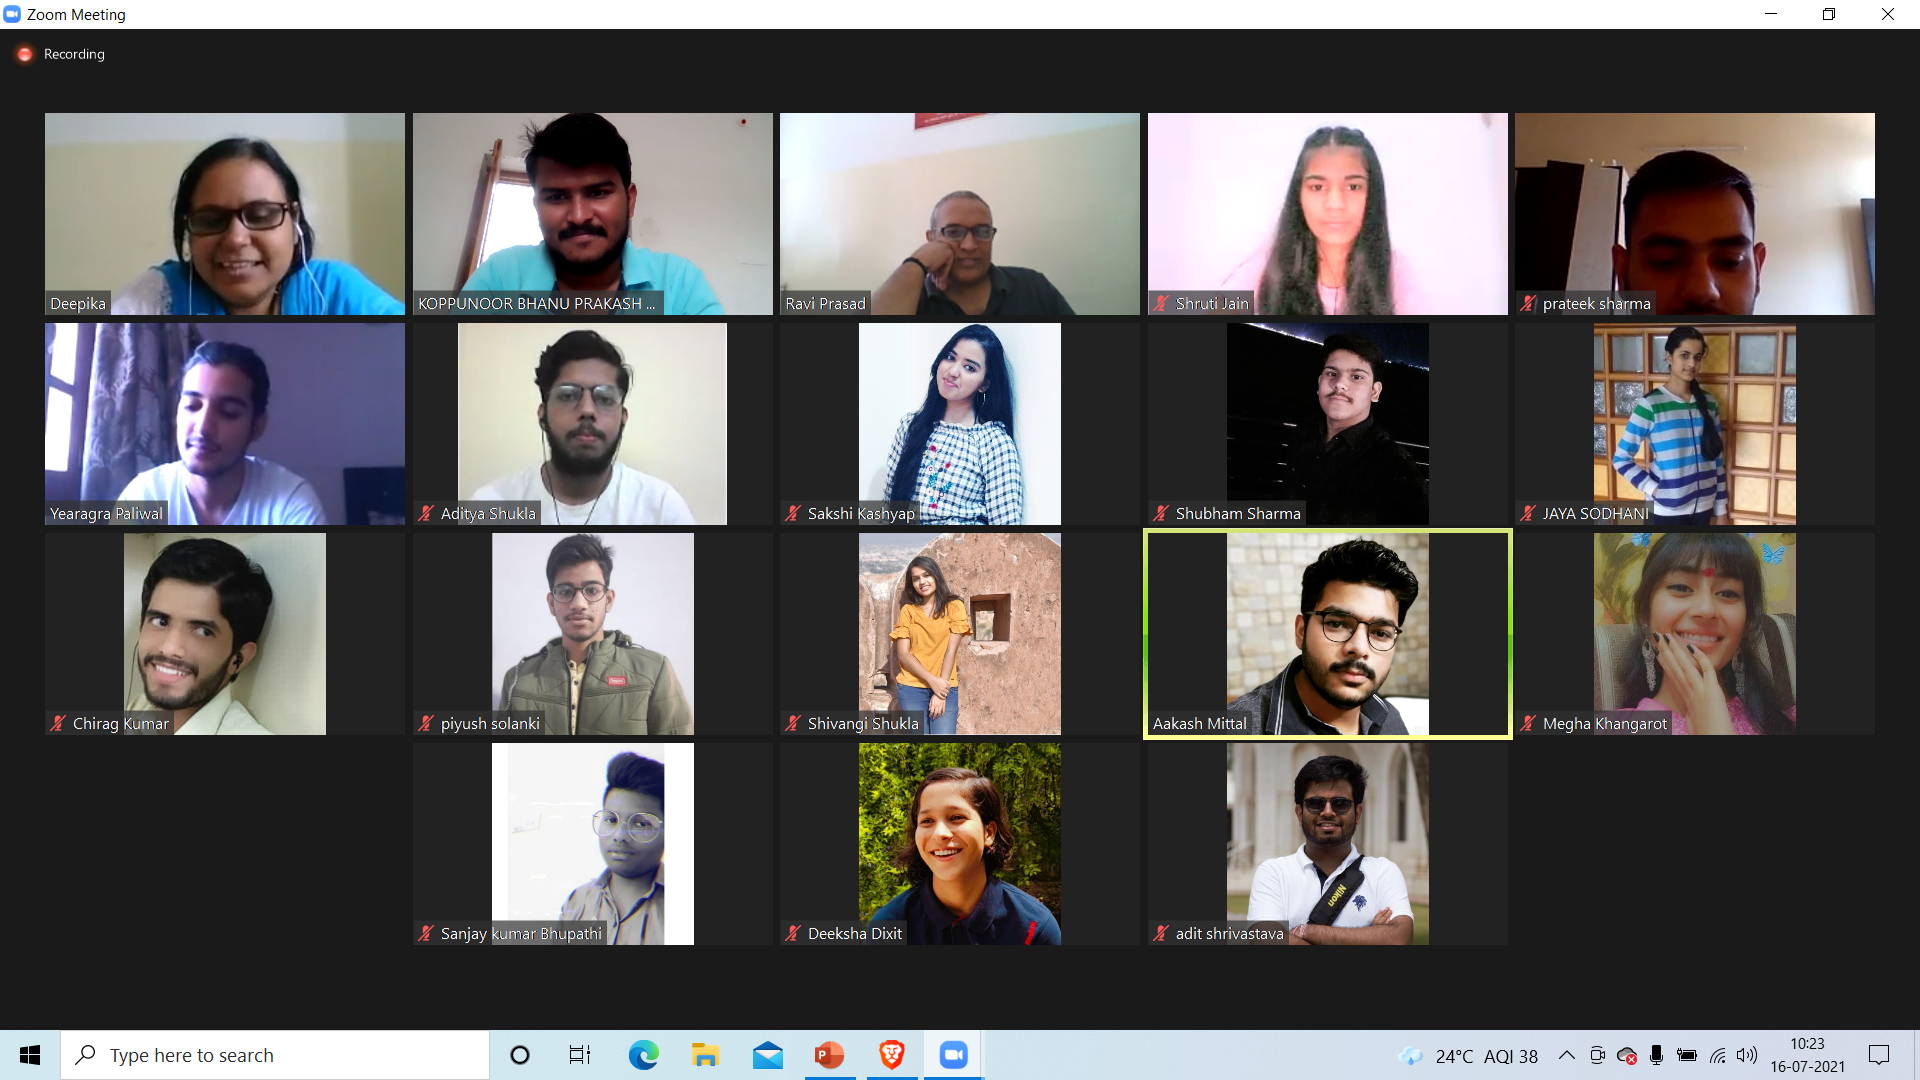 Zoom Meeting
Recording
Deepika
KOPPUNOOR BHANU PRAKASH ...
Ravi Prasad
Shruti Jain
prateek sharma
Yearagra Paliwal
Aditya Shukla
Sakshi Kashyap
Shubham Sharma
JAYA SODHANI
Chirag Kumar
piyush solanki
Shivangi Shukla
Aakash Mittal
Megha Khangarot
Sanjay kumar Bhupathi
Deeksha Dixit
Nikon
adit shrivastava
Type here to search
P
24°C AQI 38
10:23
16-07-2021